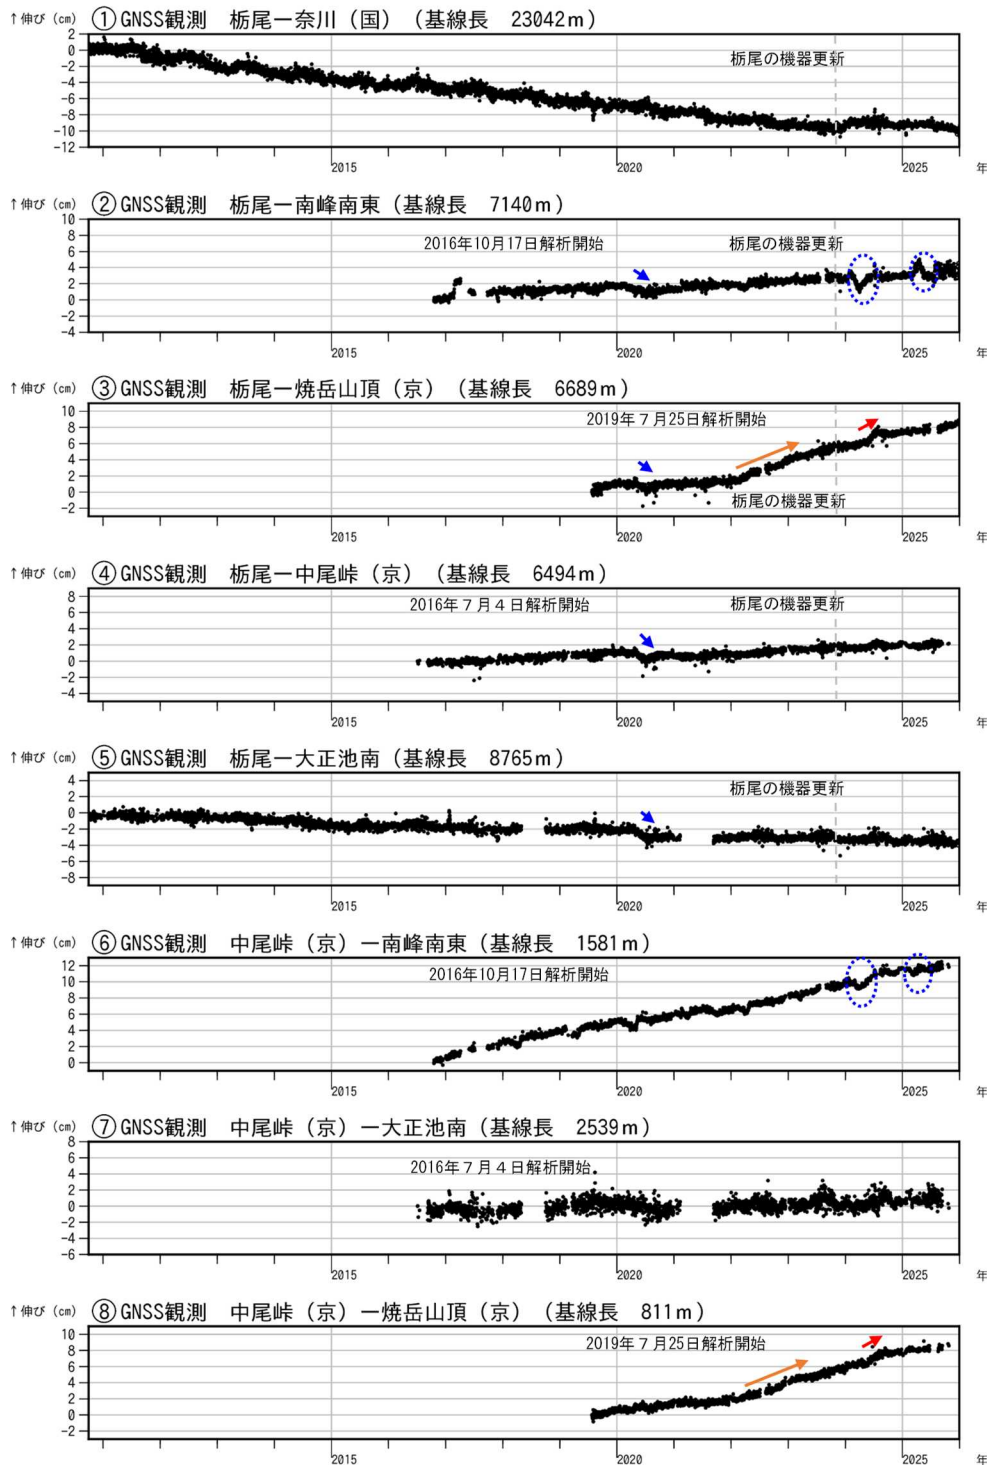 ↑伸び（cm） ①GNSS観測　栃尾ー奈川（国）（基線長　23042m）
2
0
-2
-4
-6
-8
-10
-12
栃尾の機器更新
2015 2020 2025 年
↑伸び（cm） ②GNSS観測　栃尾ー南峰南東（基線長　7140m）
10
8
6
4
2
0
-2
-4
2016年10月17日解析開始 栃尾の機器更新
2015 2020 2025 年
↑伸び（cm） ③GNSS観測　栃尾ー焼岳山頂（京）（基線長　6689m）
10
8
6
4
2
0
-2
2019年７月25日解析開始
栃尾の機器更新
2015 2020 2025 年
↑伸び（cm） ④GNSS観測　栃尾ー中尾峠（京）（基線長　6494m）
8
6
4
2
0
-2
-4
2016年７月４日解析開始 栃尾の機器更新
2015 2020 2025 年
↑伸び（cm） ⑤GNSS観測　栃尾ー大正池南（基線長　8765m）
4
2
0
-2
-4
-6
-8
栃尾の機器更新
2015 2020 2025 年
↑伸び（cm） ⑥GNSS観測　中尾峠（京）ー南峰南東（基線長　1581m）
12
10
8
6
4
2
0
2016年10月17日解析開始
2015 2020 2025 年
↑伸び（cm） ⑦GNSS観測　中尾峠（京）ー大正池南（基線長　2539m）
8
6
4
2
0
-2
-4
-6
2016年７月４日解析開始
2015 2020 2025 年
↑伸び（cm） ⑧GNSS観測　中尾峠（京）ー焼岳山頂（京）（基線長　811m）
10
8
6
4
2
0
-2
2019年７月25日解析開始
2015 2020 2025 年